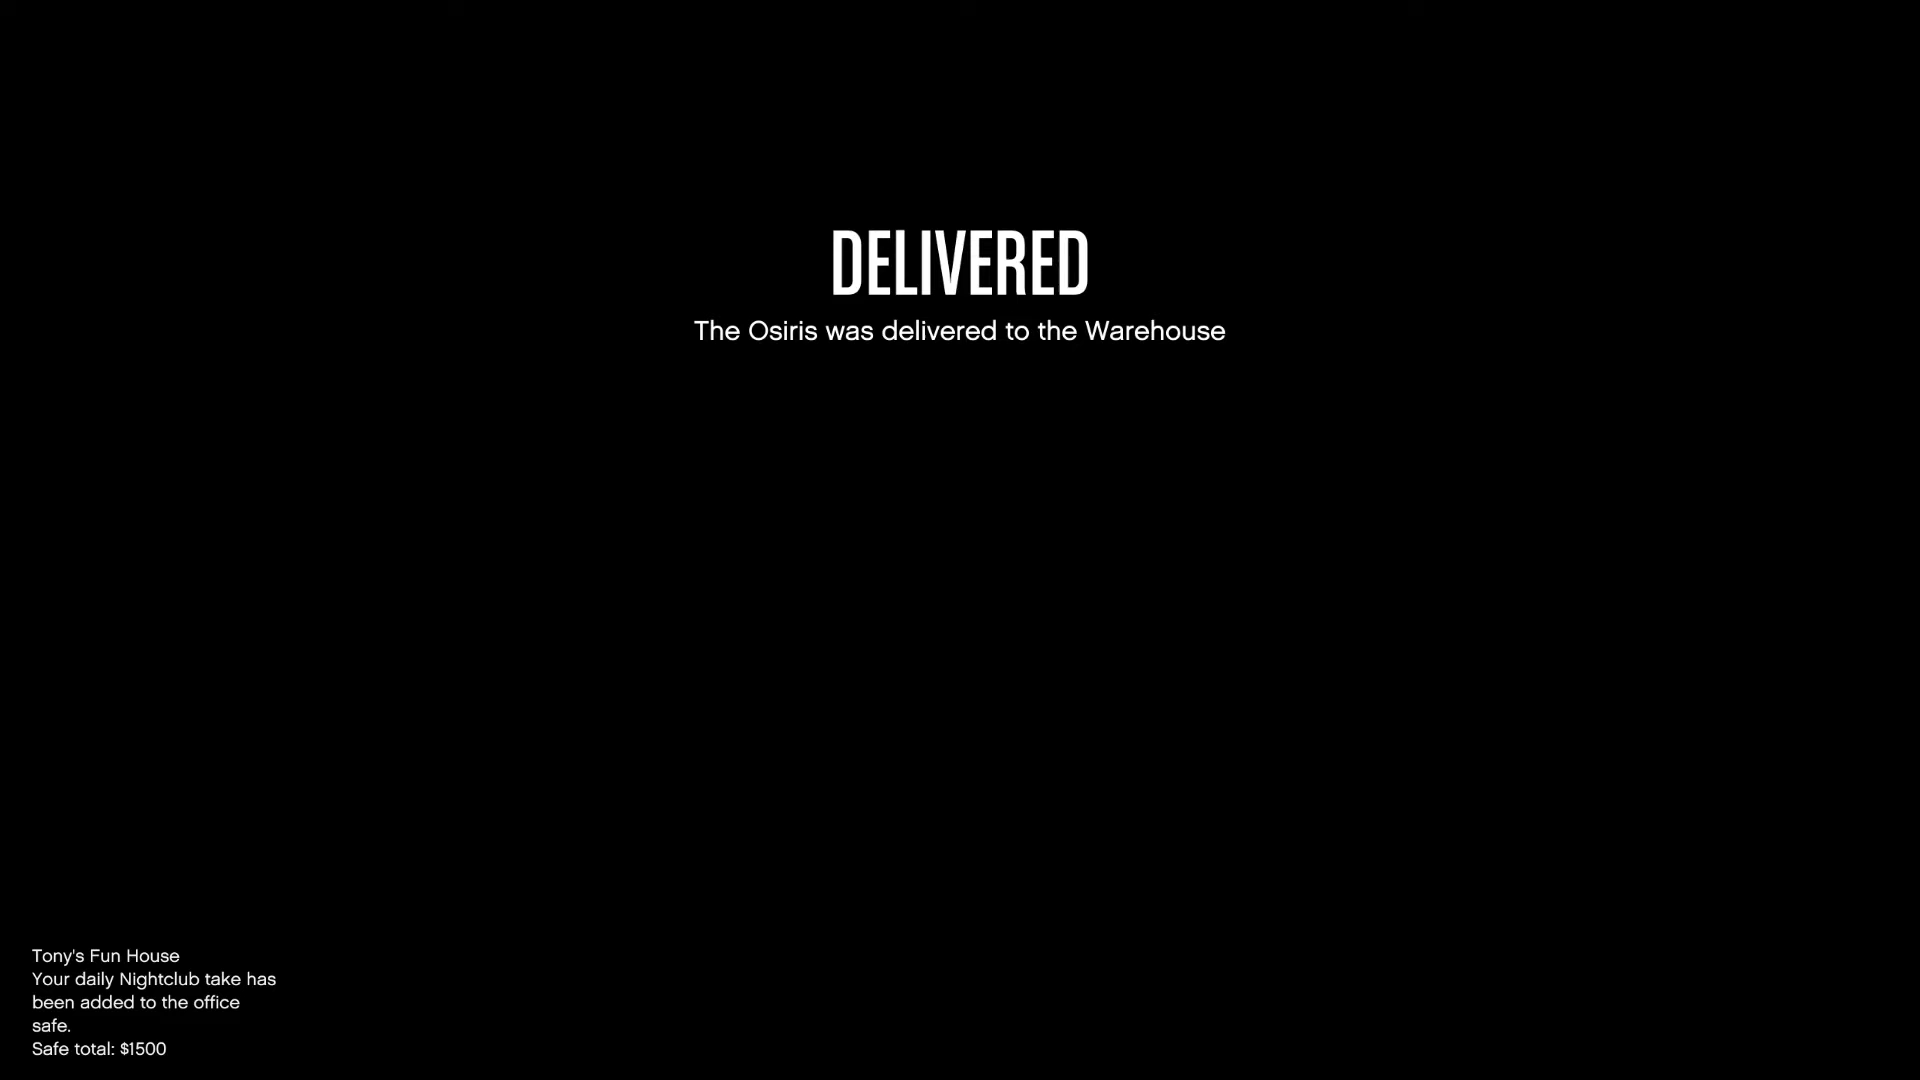 DELIVERED
The Osiris was delivered to the Warehouse
Tony's Fun House
Your daily Nightclub take has
been added to the office
safe.
Safe total: $1500